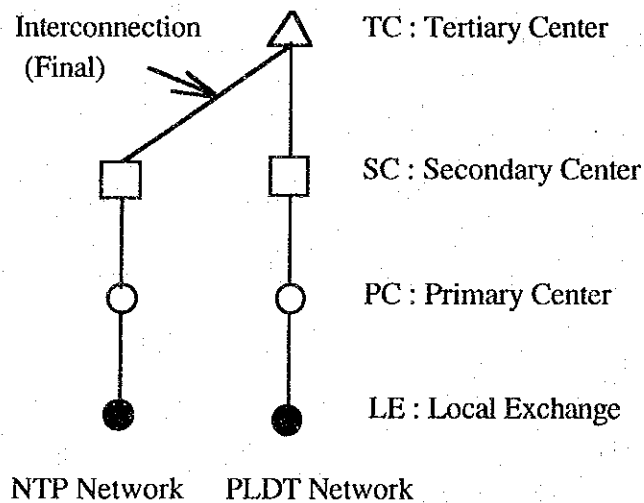 Interconnection
(Final)
TC : Tertiary Center
SC : Secondary Center
PC : Primary Center
LE : Local Exchange
NTP Network
PLDT Network